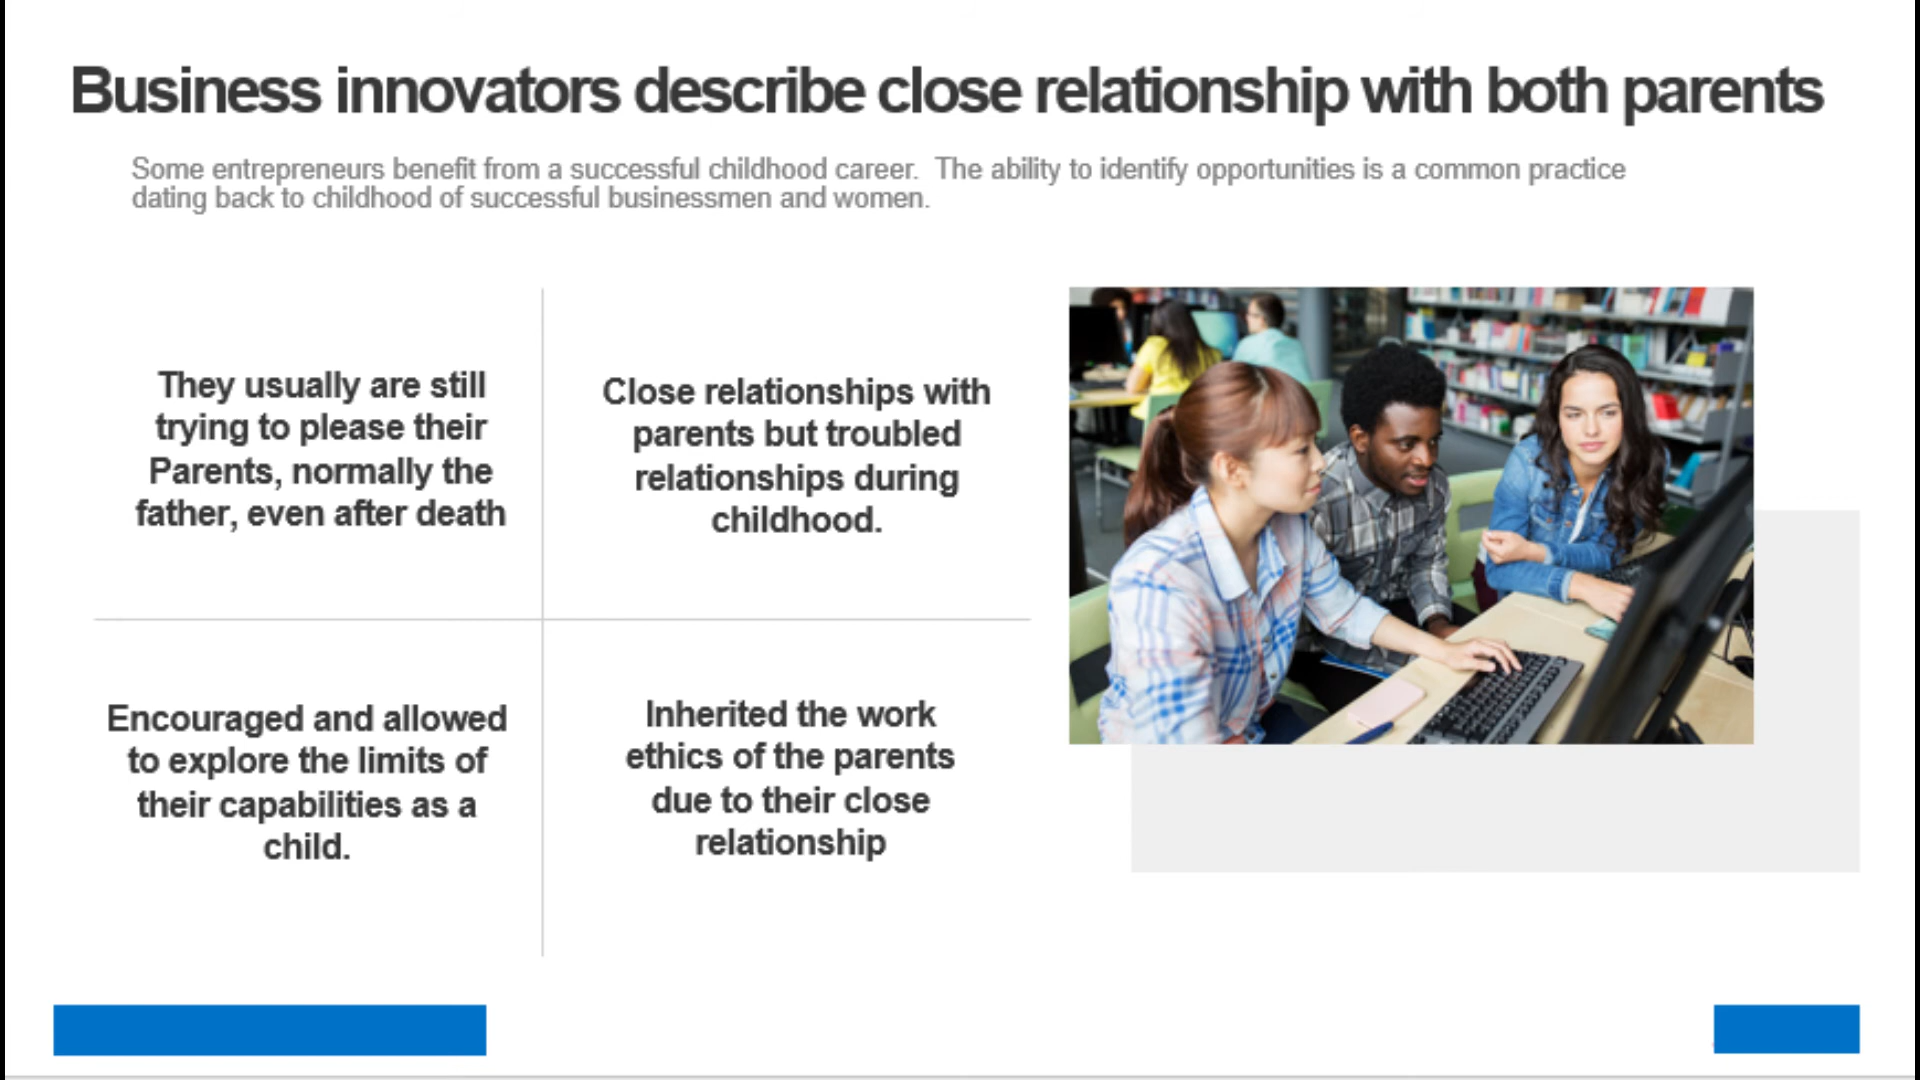 Business innovators describe close relationship with both parents
Some entrepreneurs benefit from a successful childhood career.  The ability to identify opportunities is a common practice
dating back to childhood of successful businessmen and women.
They usually are still
trying to please their
Parents, normally the
father, even after death
Close relationships with
parents but troubled
relationships during
childhood.
Encouraged and allowed
to explore the limits of
their capabilities as a
child.
Inherited the work
ethics of the parents
due to their close
relationship